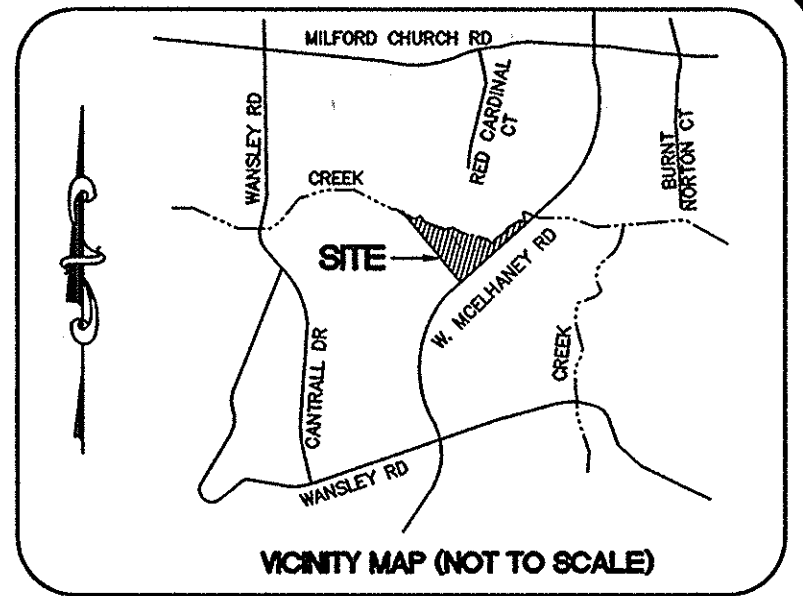 MILFORD CHURCH RD
WANSLEY RD
RED CARDINAL
CT
BURNT
NORTON CT
CREEK
SITE
W. MCELHANEY RD
CANTRALL DR
CREEK
WANSLEY RD
VICINITY MAP (NOT TO SCALE)